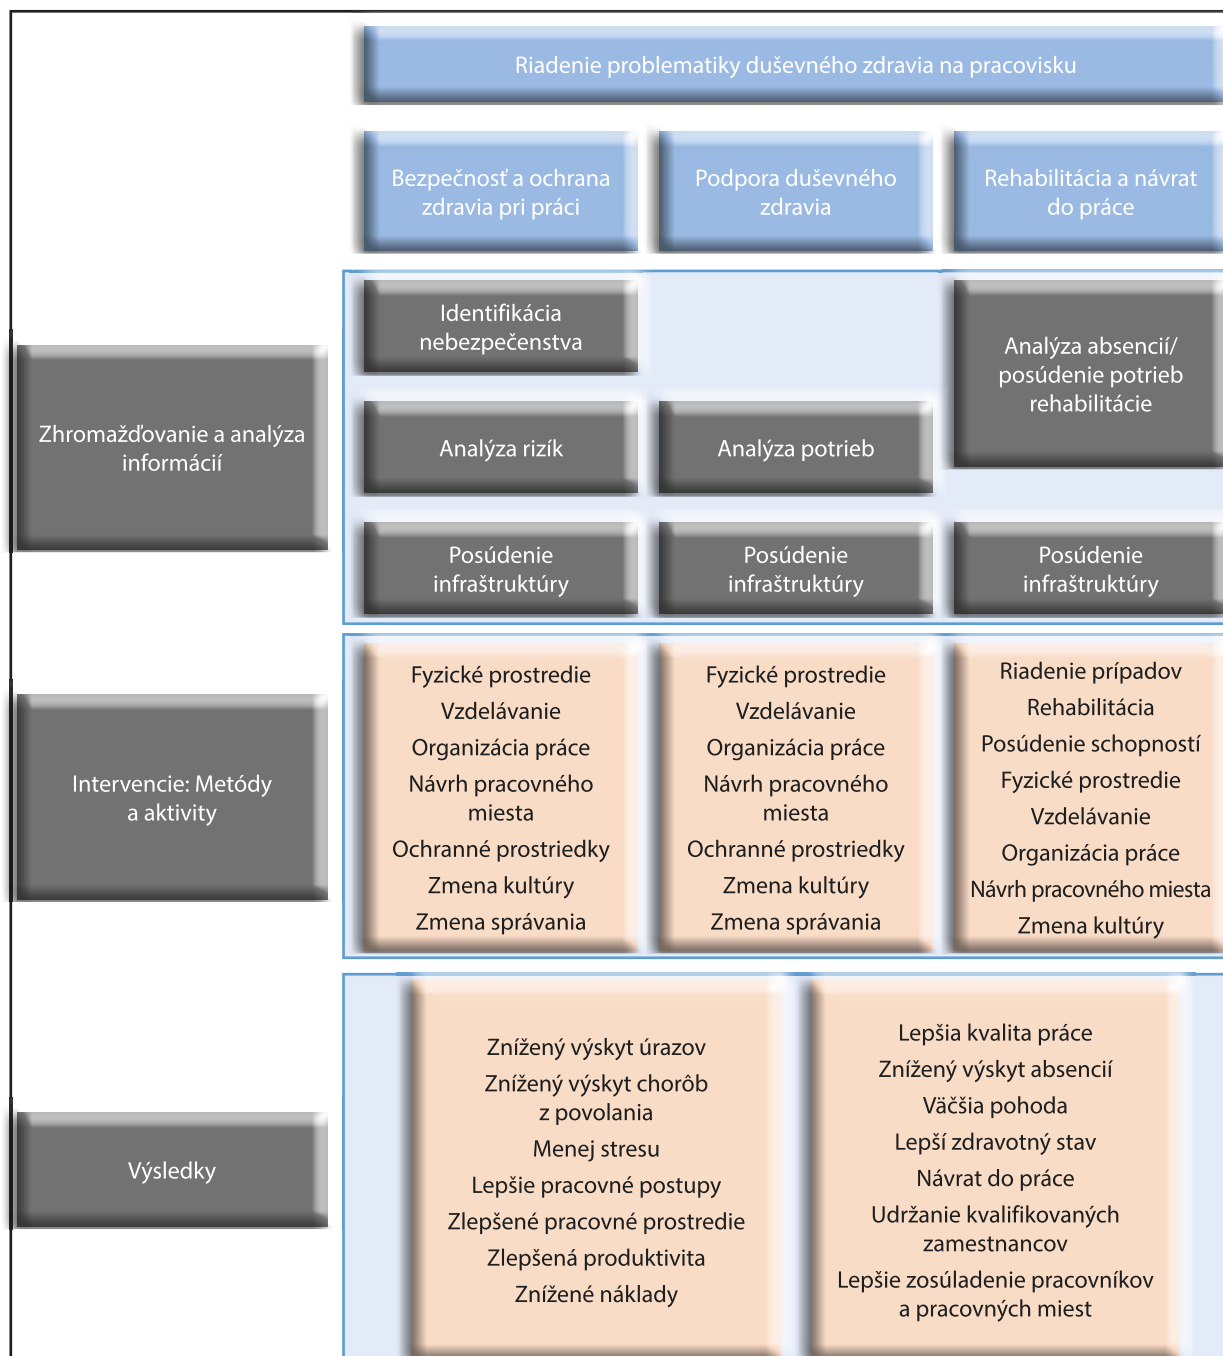 Riadenie problematiky duševného zdravia na pracovisku
Bezpečnosť a ochrana
zdravia pri práci
Podpora duševného
zdravia
Rehabilitácia a návrat
do práce
Zhromažďovanie a analýza
informácií
Identifikácia
nebezpečenstva
Analýza rizík
Posúdenie
infraštruktúry
Analýza potrieb
Posúdenie
infraštruktúry
Analýza absencií/
posúdenie potrieb
rehabilitácie
Posúdenie
infraštruktúry
Intervencie: Metódy
a aktivity
Fyzické prostredie
Vzdelávanie
Organizácia práce
Návrh pracovného
miesta
Ochranné prostriedky
Zmena kultúry
Zmena správania
Fyzické prostredie
Vzdelávanie
Organizácia práce
Návrh pracovného
miesta
Ochranné prostriedky
Zmena kultúry
Zmena správania
Riadenie prípadov
Rehabilitácia
Posúdenie schopností
Fyzické prostredie
Vzdelávanie
Organizácia práce
Návrh pracovného miesta
Zmena kultúry
Výsledky
Znížený výskyt úrazov
Znížený výskyt chorôb
z povolania
Menej stresu
Lepšie pracovné postupy
Zlepšené pracovné prostredie
Zlepšená produktivita
Znížené náklady
Lepšia kvalita práce
Znížený výskyt absencií
Väčšia pohoda
Lepší zdravotný stav
Návrat do práce
Udržanie kvalifikovaných
zamestnancov
Lepšie zosúladenie pracovníkov
a pracovných miest